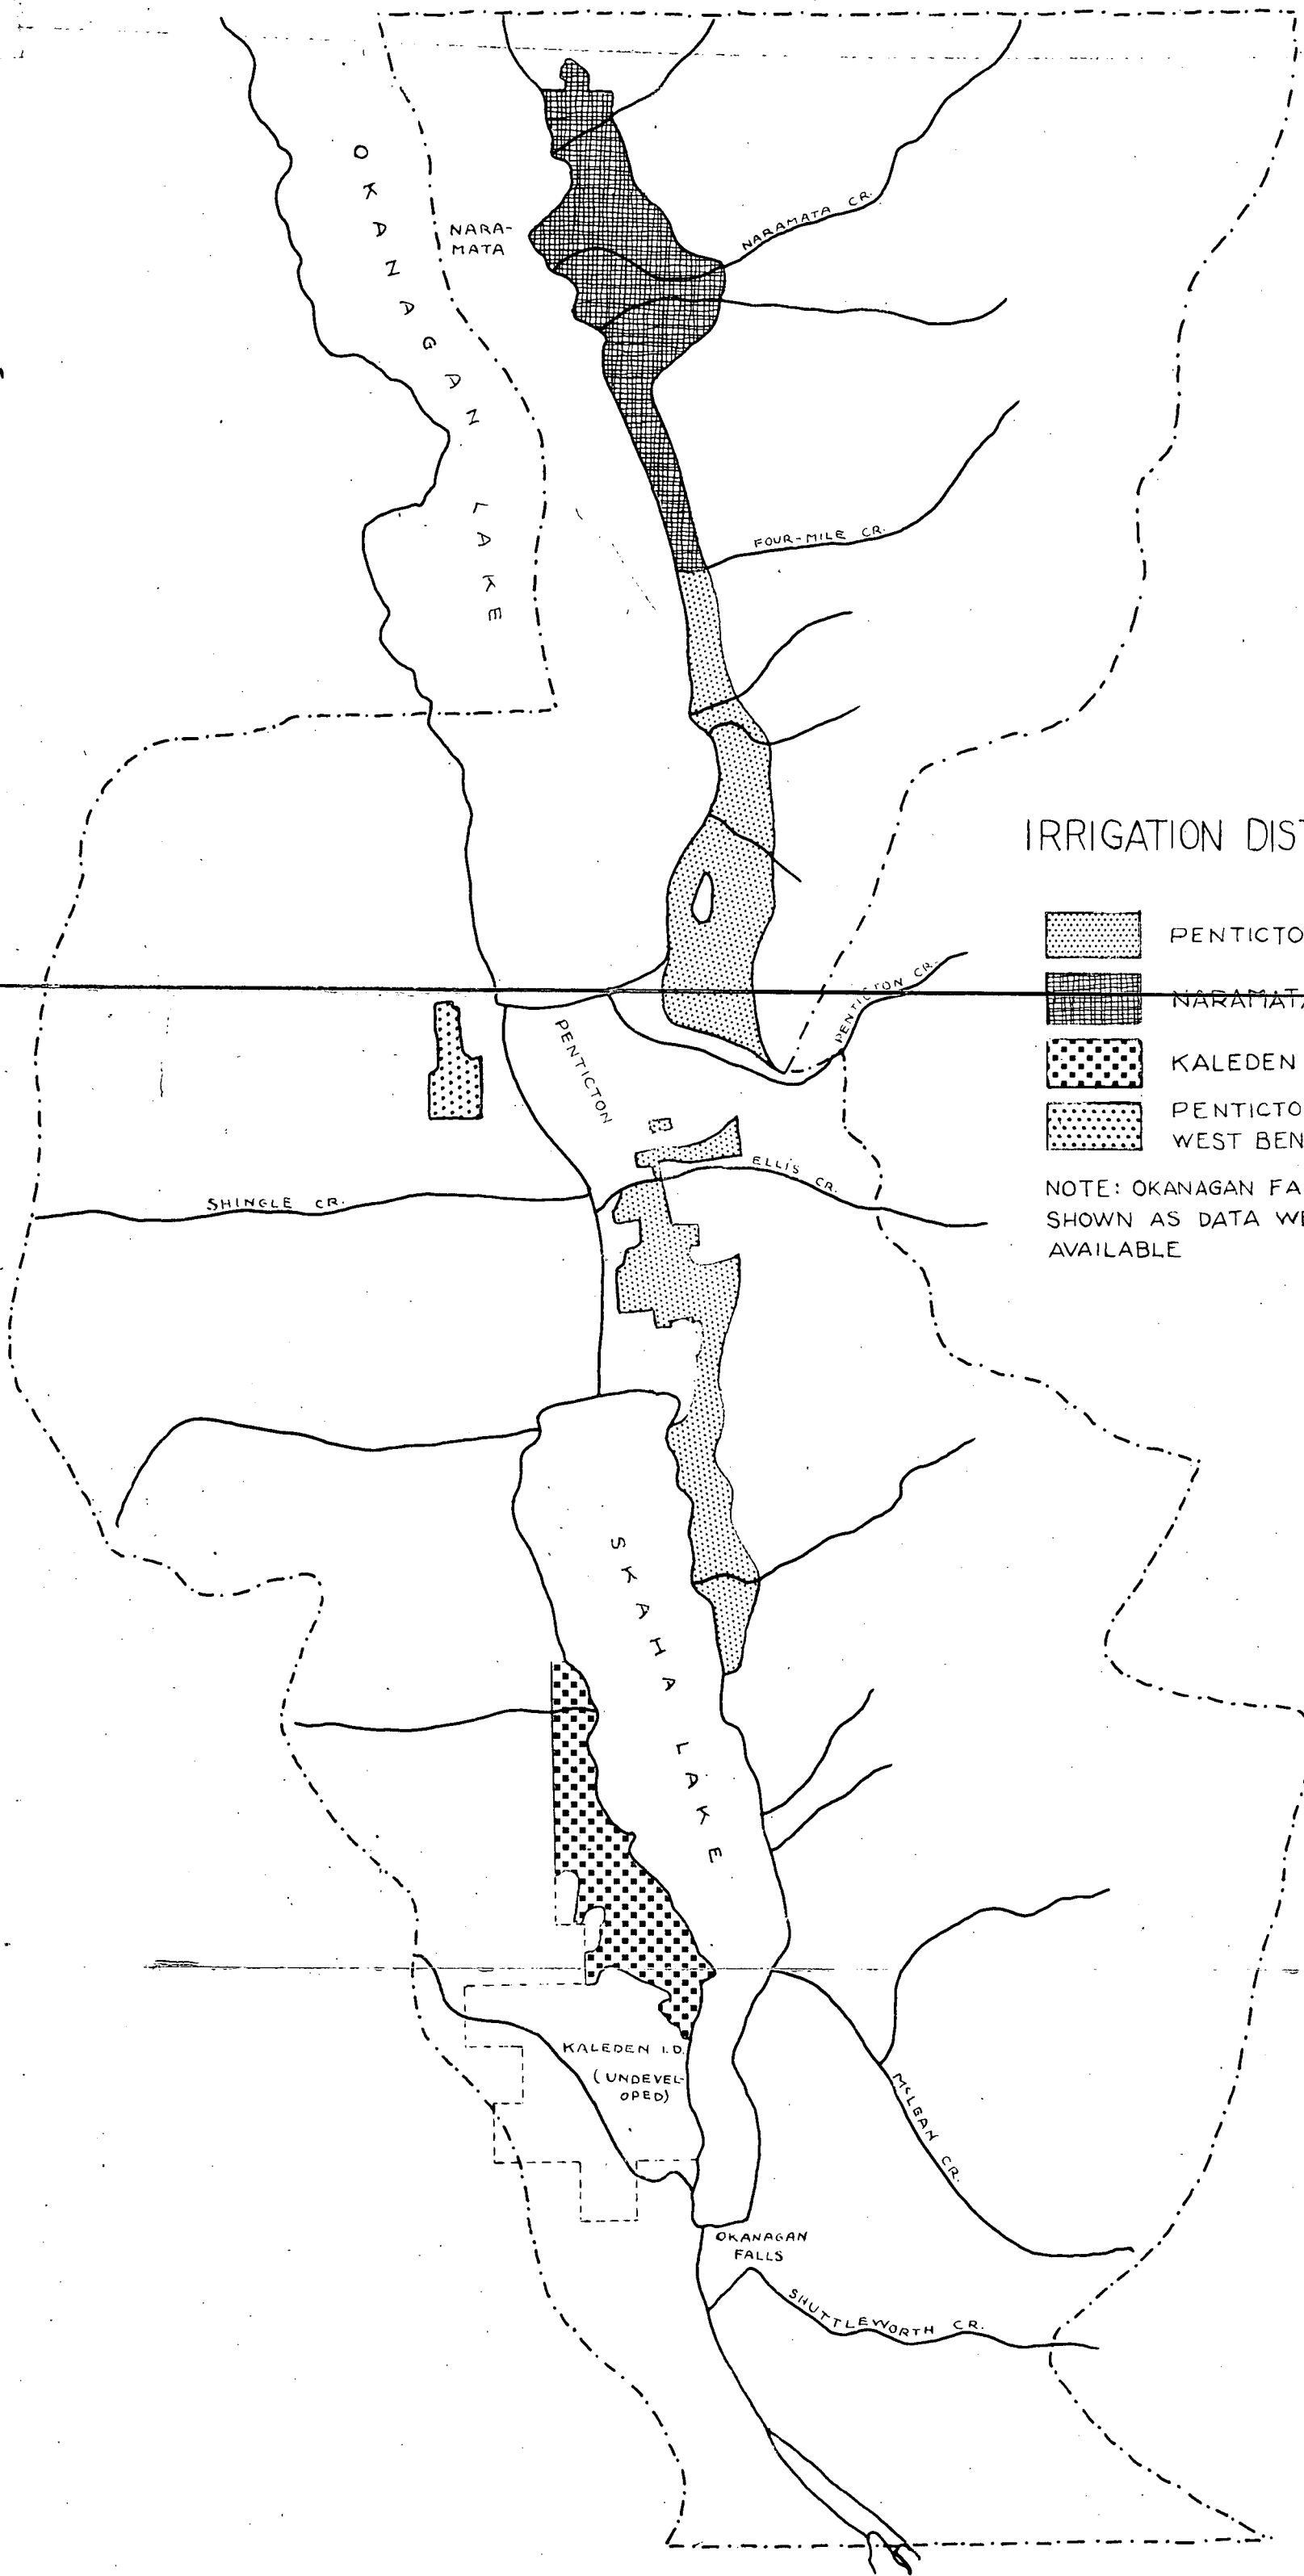 OKANAGAN LAKE
NARA-
MATA
NARAMATA CR.
FOUR-MILE CR.
IRRIGATION DIS
PENTICTO
NARAMATA
KALEDEN
PENTICTO
WEST BEN
NOTE: OKANAGAN FA
SHOWN AS DATA WE
AVAILABLE
PENTICTON CR.
PENTICTON
ELLIS CR.
SHINGLE CR.
SKAHA LAKE
KALEDEN I.D.
(UNDEVEL-
OPED)
McLEAN CR.
OKANAGAN
FALLS
SHUTTLEWORTH CR.